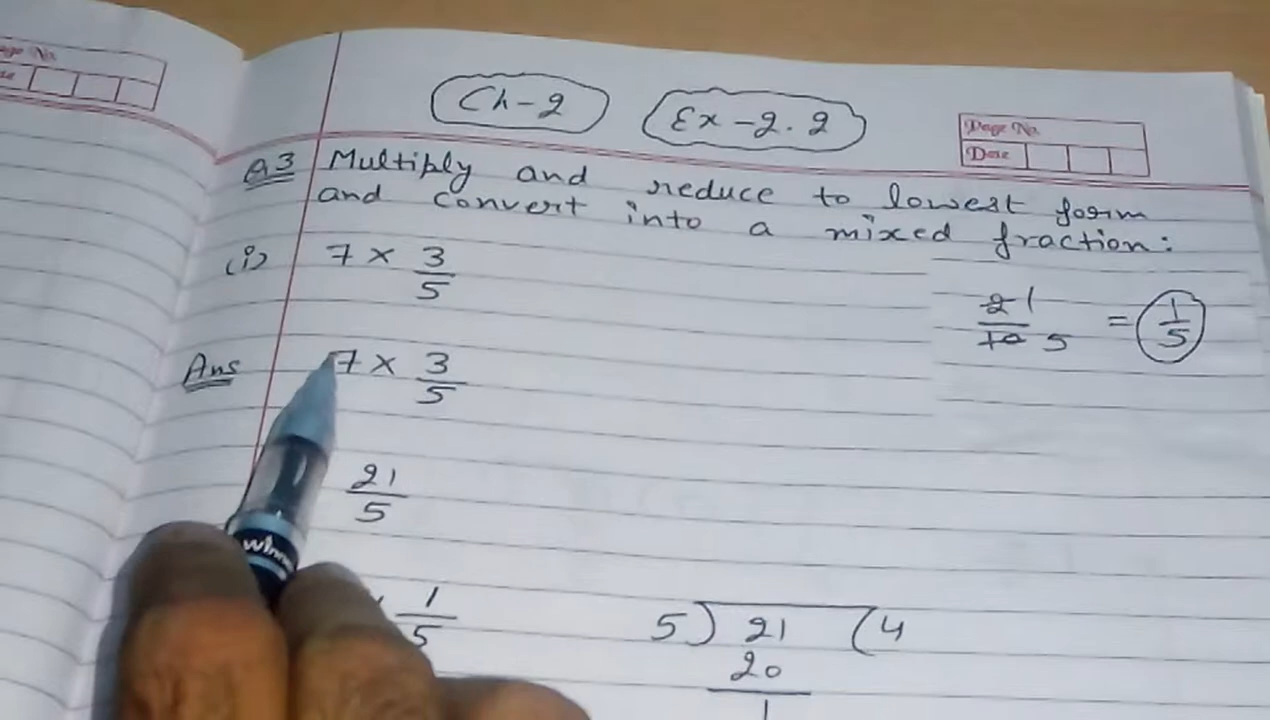 Page No.
Date
Ch-2 Ex-2.2
Page No.
Date
Q3 Multiply and reduce to lowest form
and convert into a mixed fraction:
(i) 7 × 3/5
21/10 1/5 = 1/5
Ans 7 × 3/5
21/5
1/5
5) 21 (4
20
1